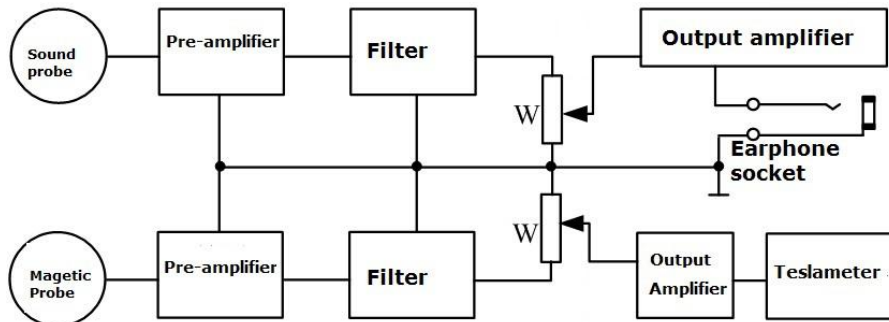 Sound
probe
Pre-amplifier
Filter
W
Output amplifier
Earphone
socket
Magetic
Probe
Pre-amplifier
Filter
W
Output
Amplifier
Teslameter